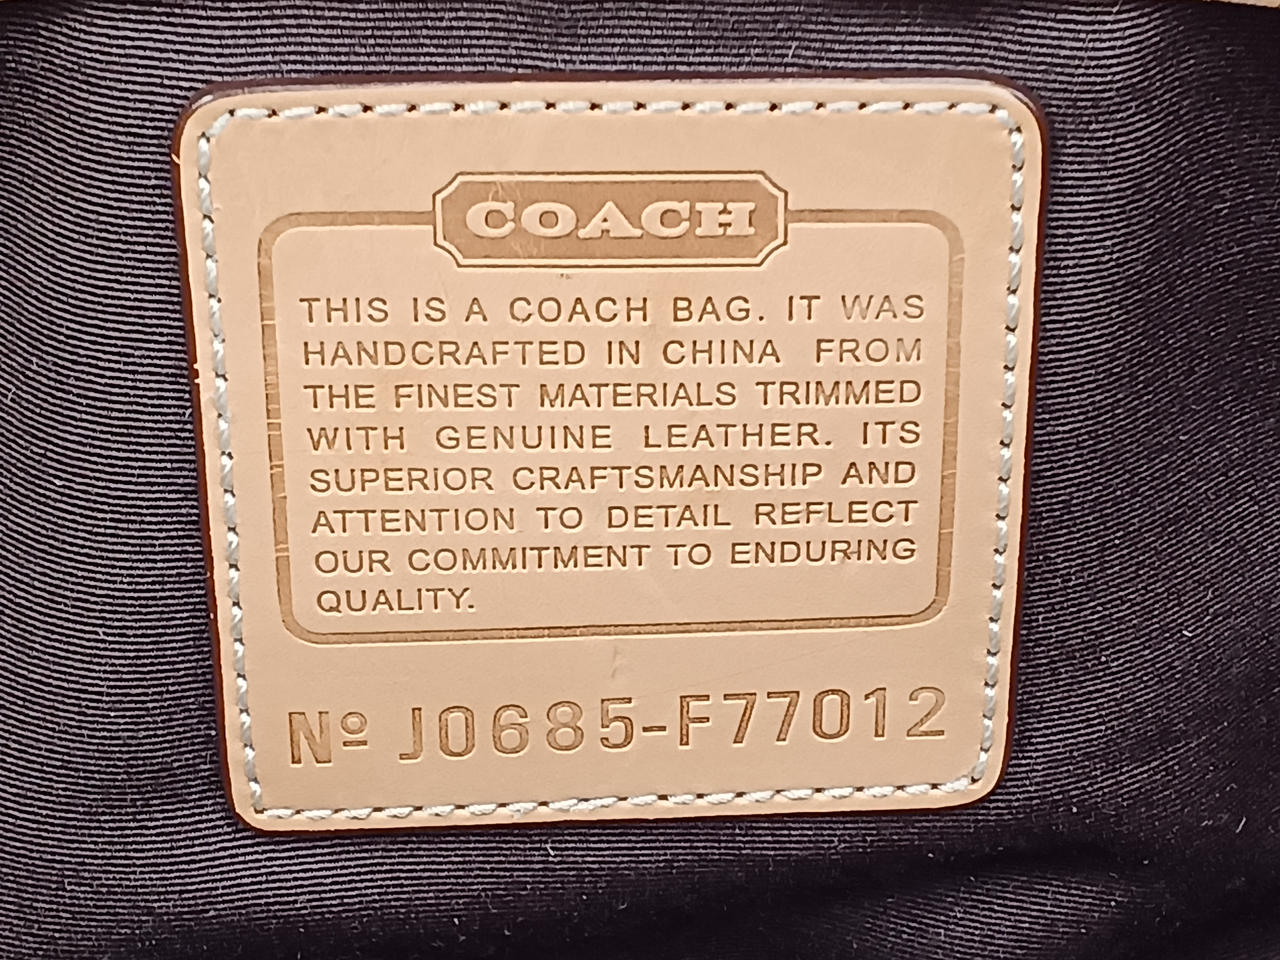 COACH
THIS IS A COACH BAG. IT WAS
HANDCRAFTED IN CHINA FROM
THE FINEST MATERIALS TRIMMED
WITH GENUINE LEATHER. ITS
SUPERIOR CRAFTSMANSHIP AND
ATTENTION TO DETAIL REFLECT
OUR COMMITMENT TO ENDURING
QUALITY.
Nº J0685-F77012